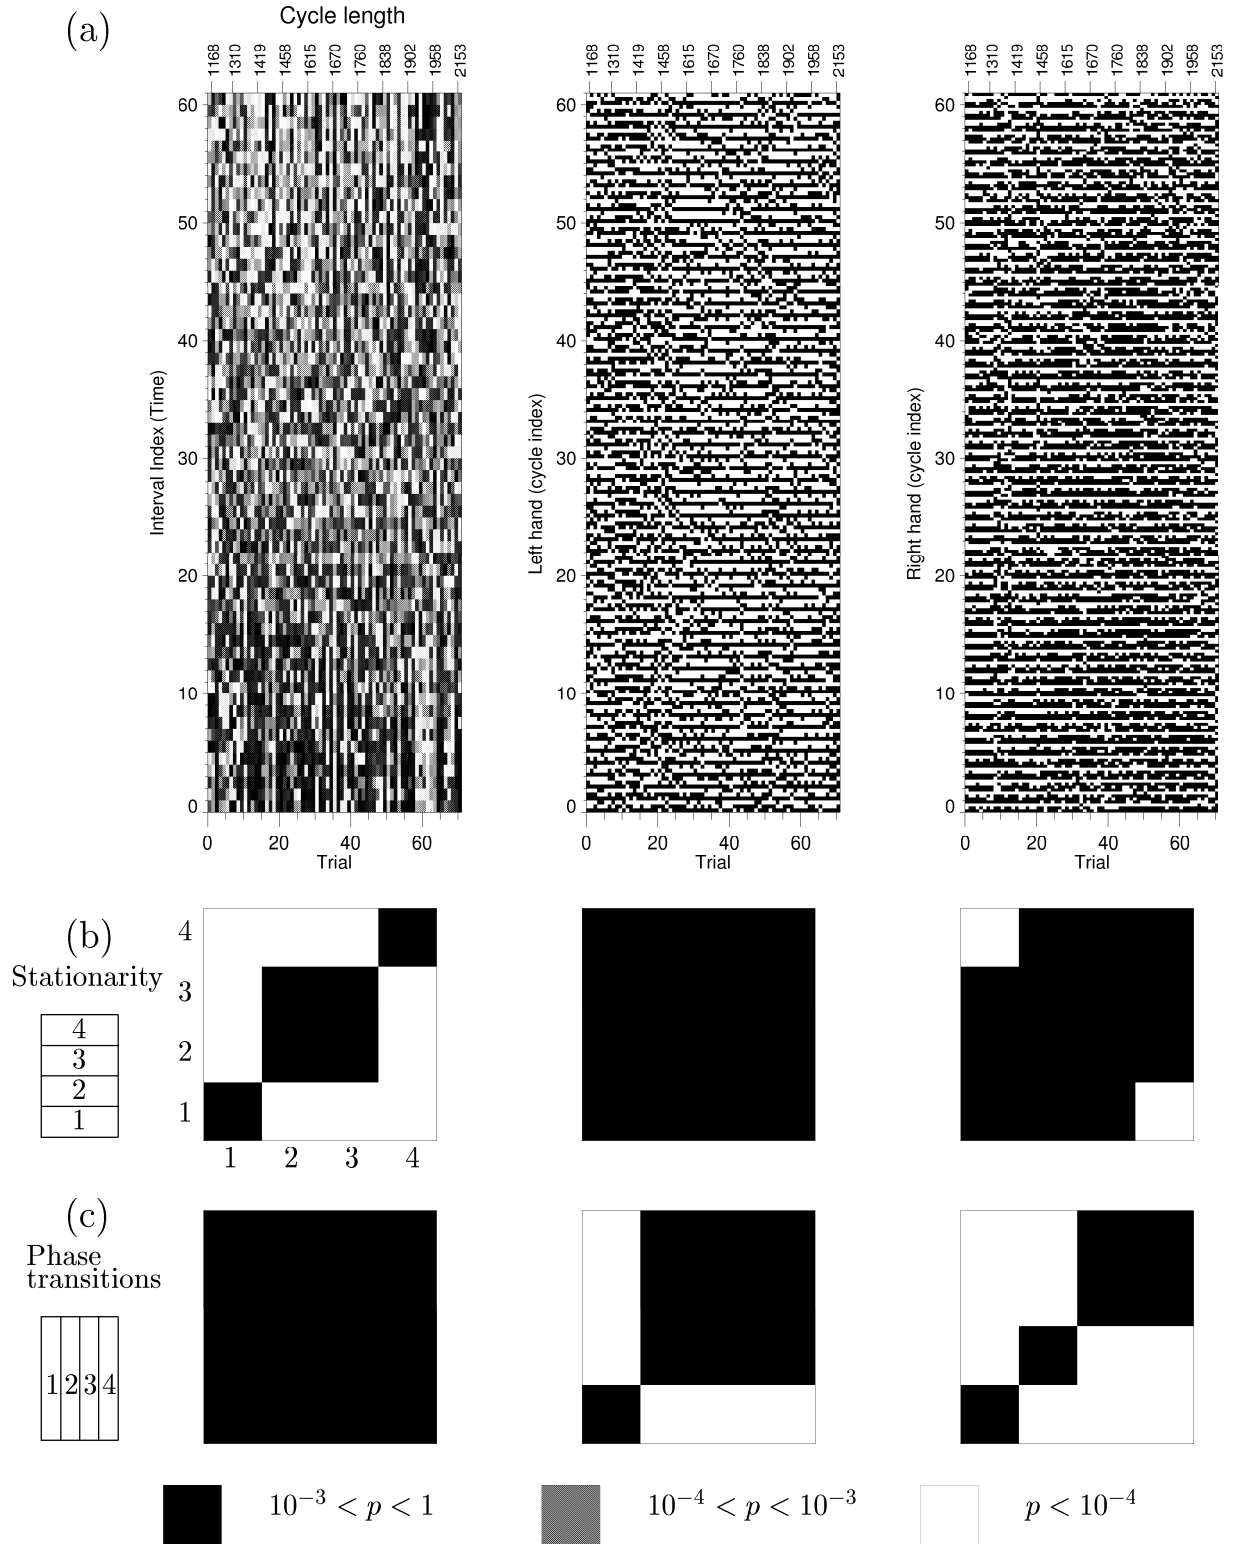 (a)
Cycle length
1168 1310 1419 1458 1615 1670 1760 1838 1902 1958 2153
1168 1310 1419 1458 1615 1670 1760 1838 1902 1958 2153
1168 1310 1419 1458 1615 1670 1760 1838 1902 1958 2153
Interval Index (Time)
60
50
40
30
20
10
0
0 20 40 60
Trial
Left hand (cycle index)
60
50
40
30
20
10
0
0 20 40 60
Trial
Right hand (cycle index)
60
50
40
30
20
10
0
0 20 40 60
Trial
(b)
Stationarity
4
3
2
1
4
3
2
1
1 2 3 4
(c)
Phase
transitions
1 2 3 4
10⁻³ < p < 1
10⁻⁴ < p < 10⁻³
p < 10⁻⁴